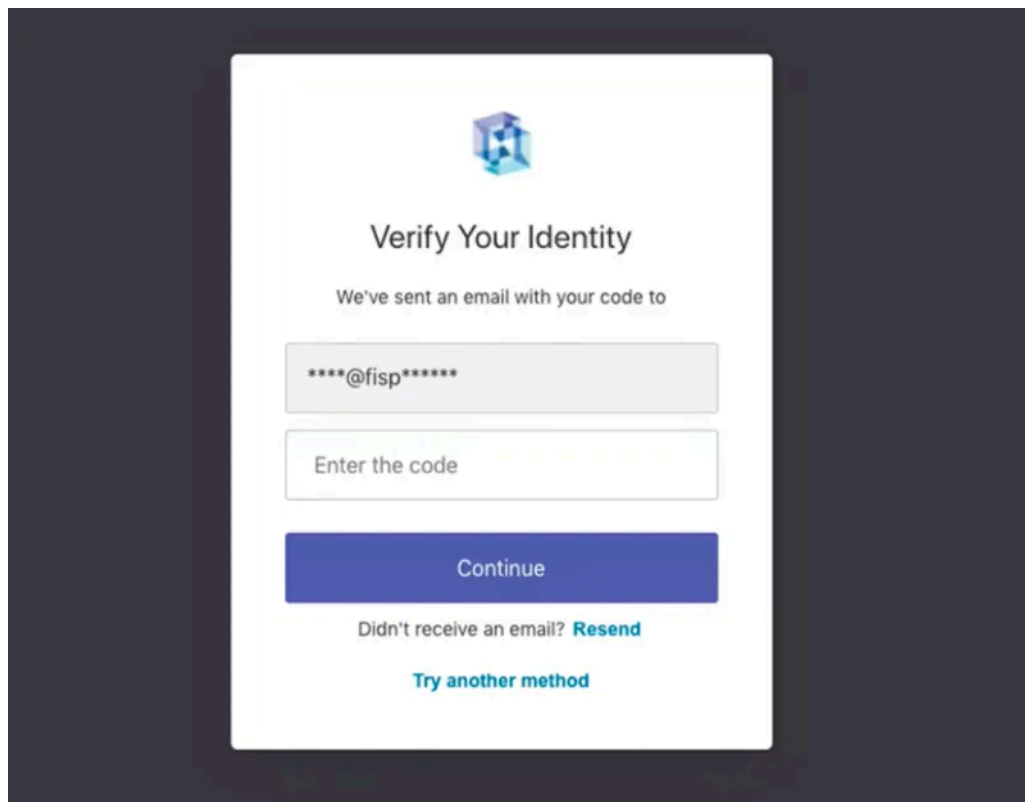 Verify Your Identity
We've sent an email with your code to
****@fisp******
Enter the code
Continue
Didn't receive an email? Resend
Try another method